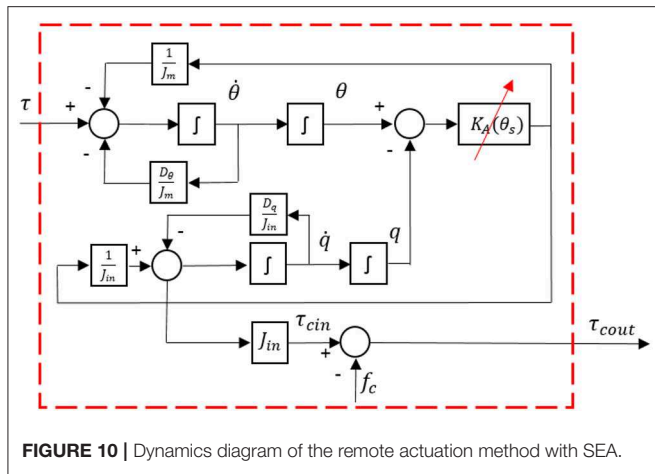 1
J_m
-
τ
+
θ̇
θ
+
∫
∫
K_A(θ_s)
-
-
D_θ
J_m
D_q
J_in
-
q̇
q
1
J_in
+
∫
∫
τ_cin
τ_cout
J_in
+
-
f_c
FIGURE 10 | Dynamics diagram of the remote actuation method with SEA.